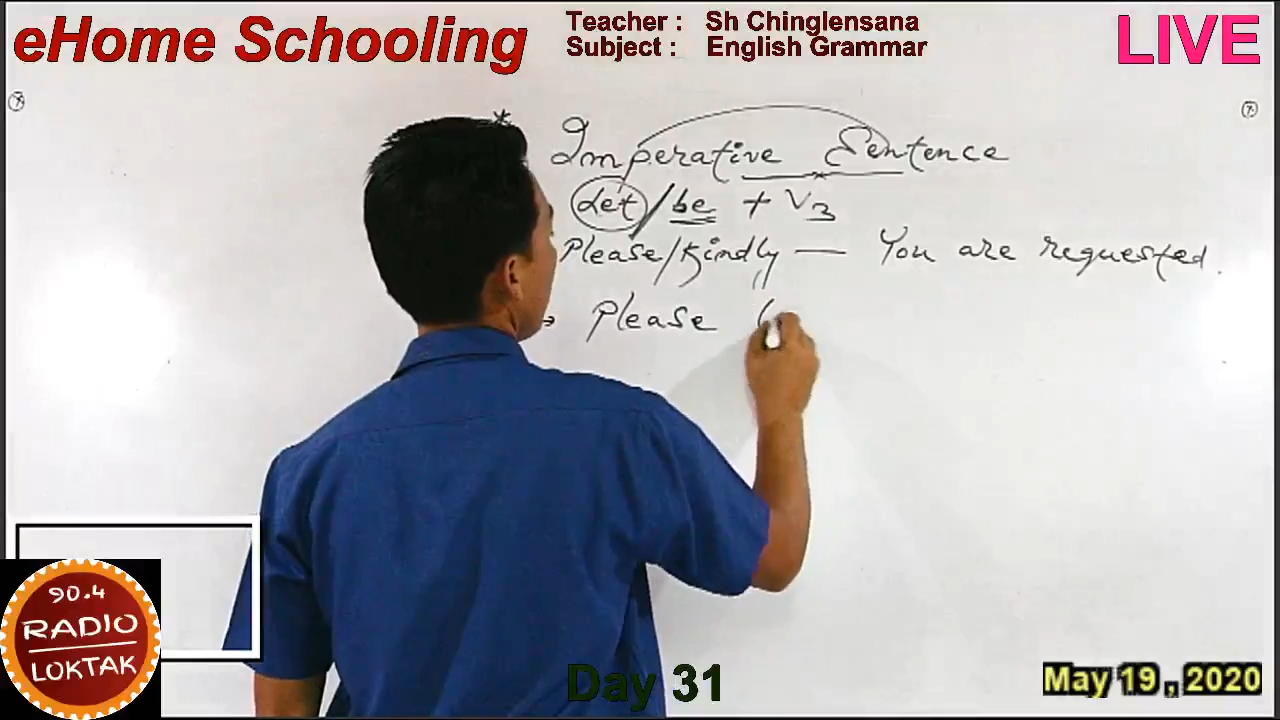 eHome Schooling
Teacher : Sh Chinglensana
Subject : English Grammar
LIVE
* Imperative Sentence
Let/be + V3
Please/Kindly — You are requested.
→ Please
90.4
RADIO
LOKTAK
Day 31
May 19 , 2020